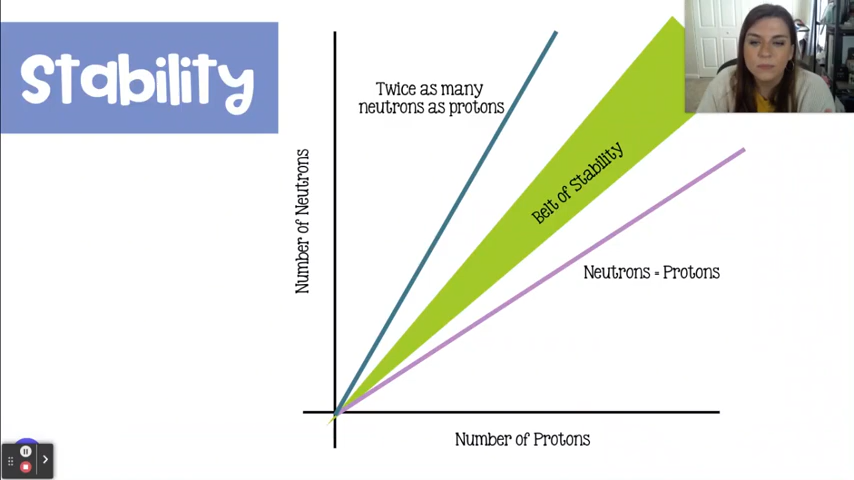 Stability
Twice as many
neutrons as protons
Belt of Stability
Number of Neutrons
Neutrons = Protons
Number of Protons